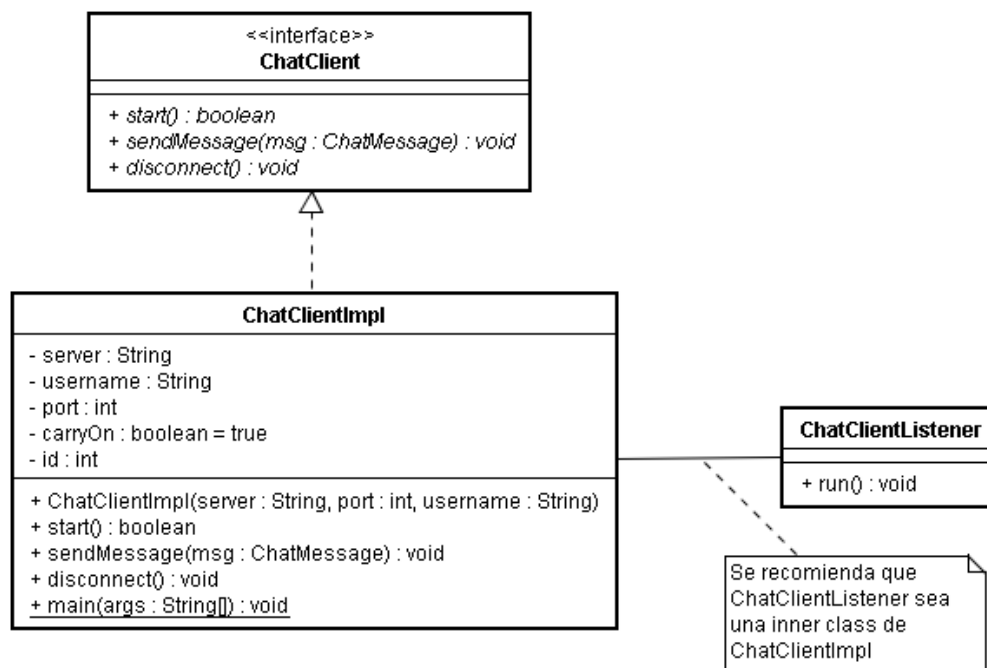 <<interface>>
ChatClient
+ start() : boolean
+ sendMessage(msg : ChatMessage) : void
+ disconnect() : void
ChatClientImpl
- server : String
- username : String
- port : int
- carryOn : boolean = true
- id : int
+ ChatClientImpl(server : String, port : int, username : String)
+ start() : boolean
+ sendMessage(msg : ChatMessage) : void
+ disconnect() : void
+ main(args : String[]) : void
ChatClientListener
+ run() : void
Se recomienda que
ChatClientListener sea
una inner class de
ChatClientImpl